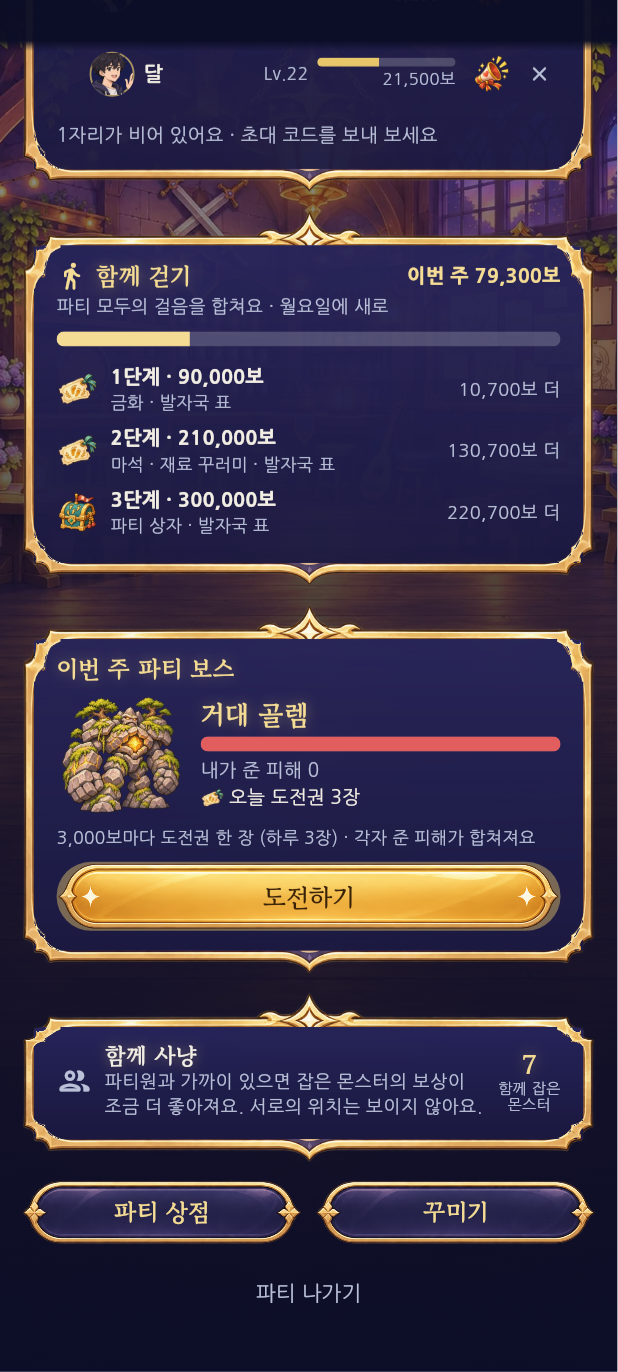 달
Lv.22
21,500보
1자리가 비어 있어요 · 초대 코드를 보내 보세요
함께 걷기
이번 주 79,300보
파티 모두의 걸음을 합쳐요 · 월요일에 새로
1단계 · 90,000보
금화 · 발자국 표
10,700보 더
2단계 · 210,000보
마석 · 재료 꾸러미 · 발자국 표
130,700보 더
3단계 · 300,000보
파티 상자 · 발자국 표
220,700보 더
이번 주 파티 보스
거대 골렘
내가 준 피해 0
오늘 도전권 3장
3,000보마다 도전권 한 장 (하루 3장) · 각자 준 피해가 합쳐져요
도전하기
함께 사냥
파티원과 가까이 있으면 잡은 몬스터의 보상이
조금 더 좋아져요. 서로의 위치는 보이지 않아요.
7
함께 잡은
몬스터
파티 상점
꾸미기
파티 나가기